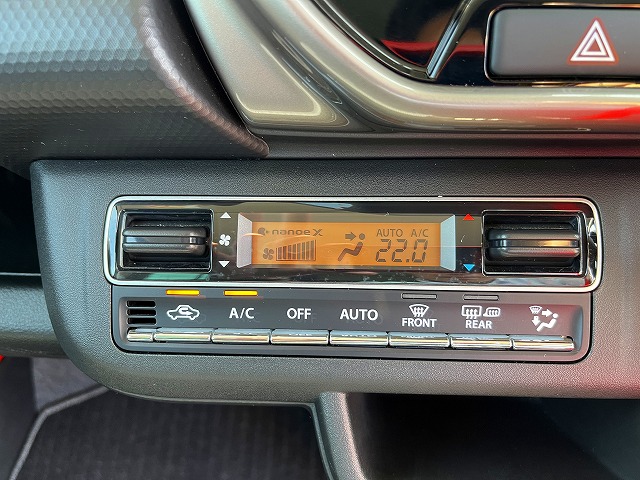 nanoe X
AUTO A/C
22.0
A/C OFF AUTO FRONT REAR